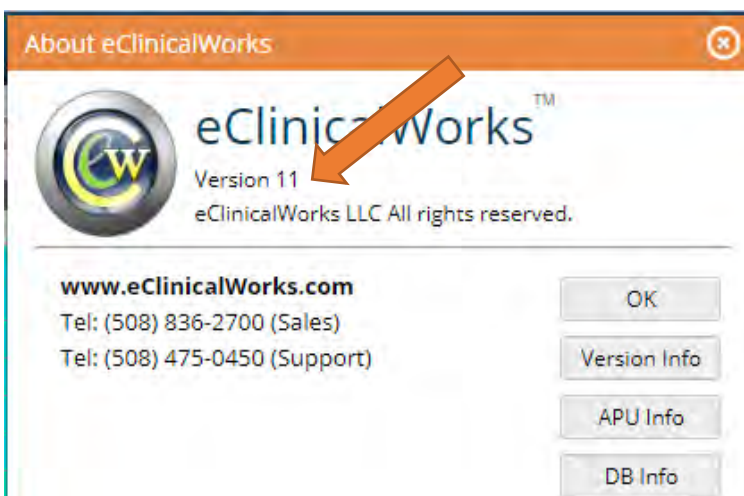 About eClinicalWorks
eClinicalWorks™
Version 11
eClinicalWorks LLC All rights reserved.
www.eClinicalWorks.com
Tel: (508) 836-2700 (Sales)
Tel: (508) 475-0450 (Support)
OK
Version Info
APU Info
DB Info